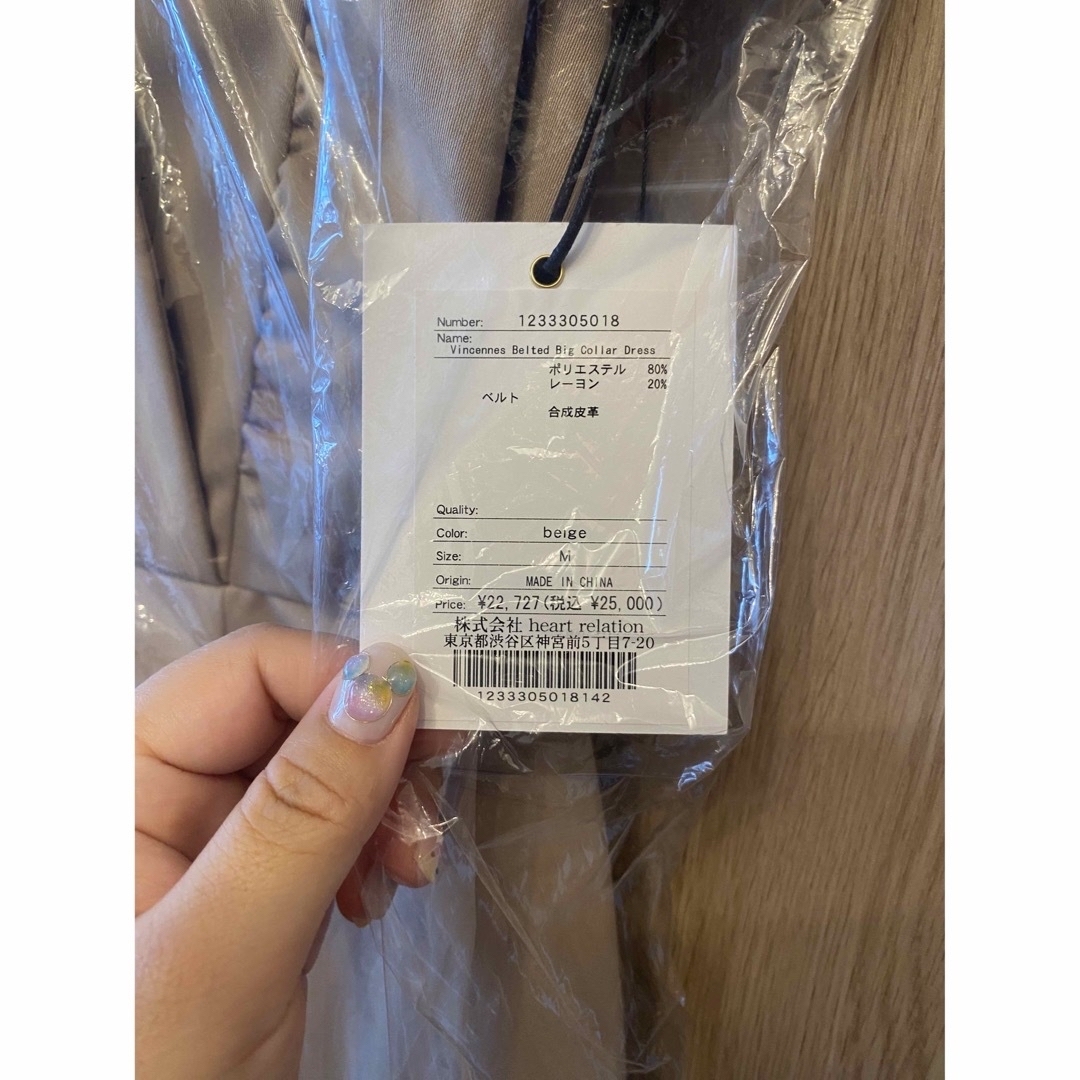 Number: 1233305018
Name:
Vincennes Belted Big Collar Dress
ポリエステル 80%
レーヨン 20%
ベルト
合成皮革
Quality:
Color: beige
Size: M
Origin: MADE IN CHINA
Price: ¥22,727(税込 ¥25,000)
株式会社 heart relation
東京都渋谷区神宮前5丁目7-20
1233305018142